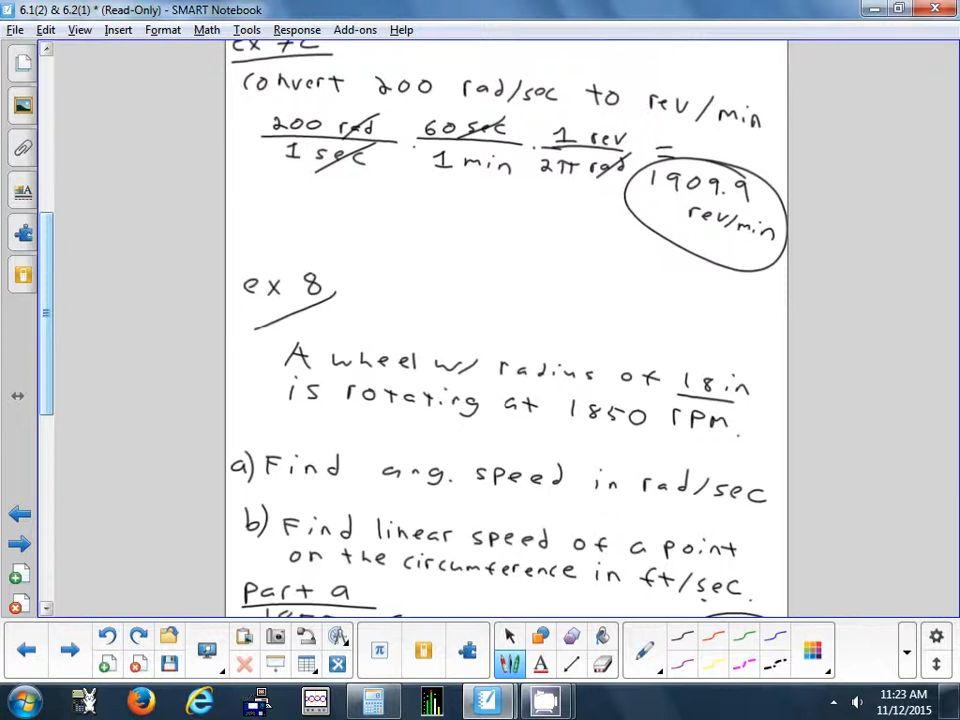 6.1(2) & 6.2(1) * (Read-Only) - SMART Notebook
File Edit View Insert Format Math Tools Response Add-ons Help
convert 200 rad/sec to rev/min
200 rad / 1 sec · 60 sec / 1 min · 1 rev / 2π rad =
1909.9
rev/min
ex 8
A wheel w/ radius of 18in
is rotating at 1850 rpm.
a) Find ang. speed in rad/sec
b) Find linear speed of a point
on the circumference in ft/sec.
part a
11:23 AM
11/12/2015